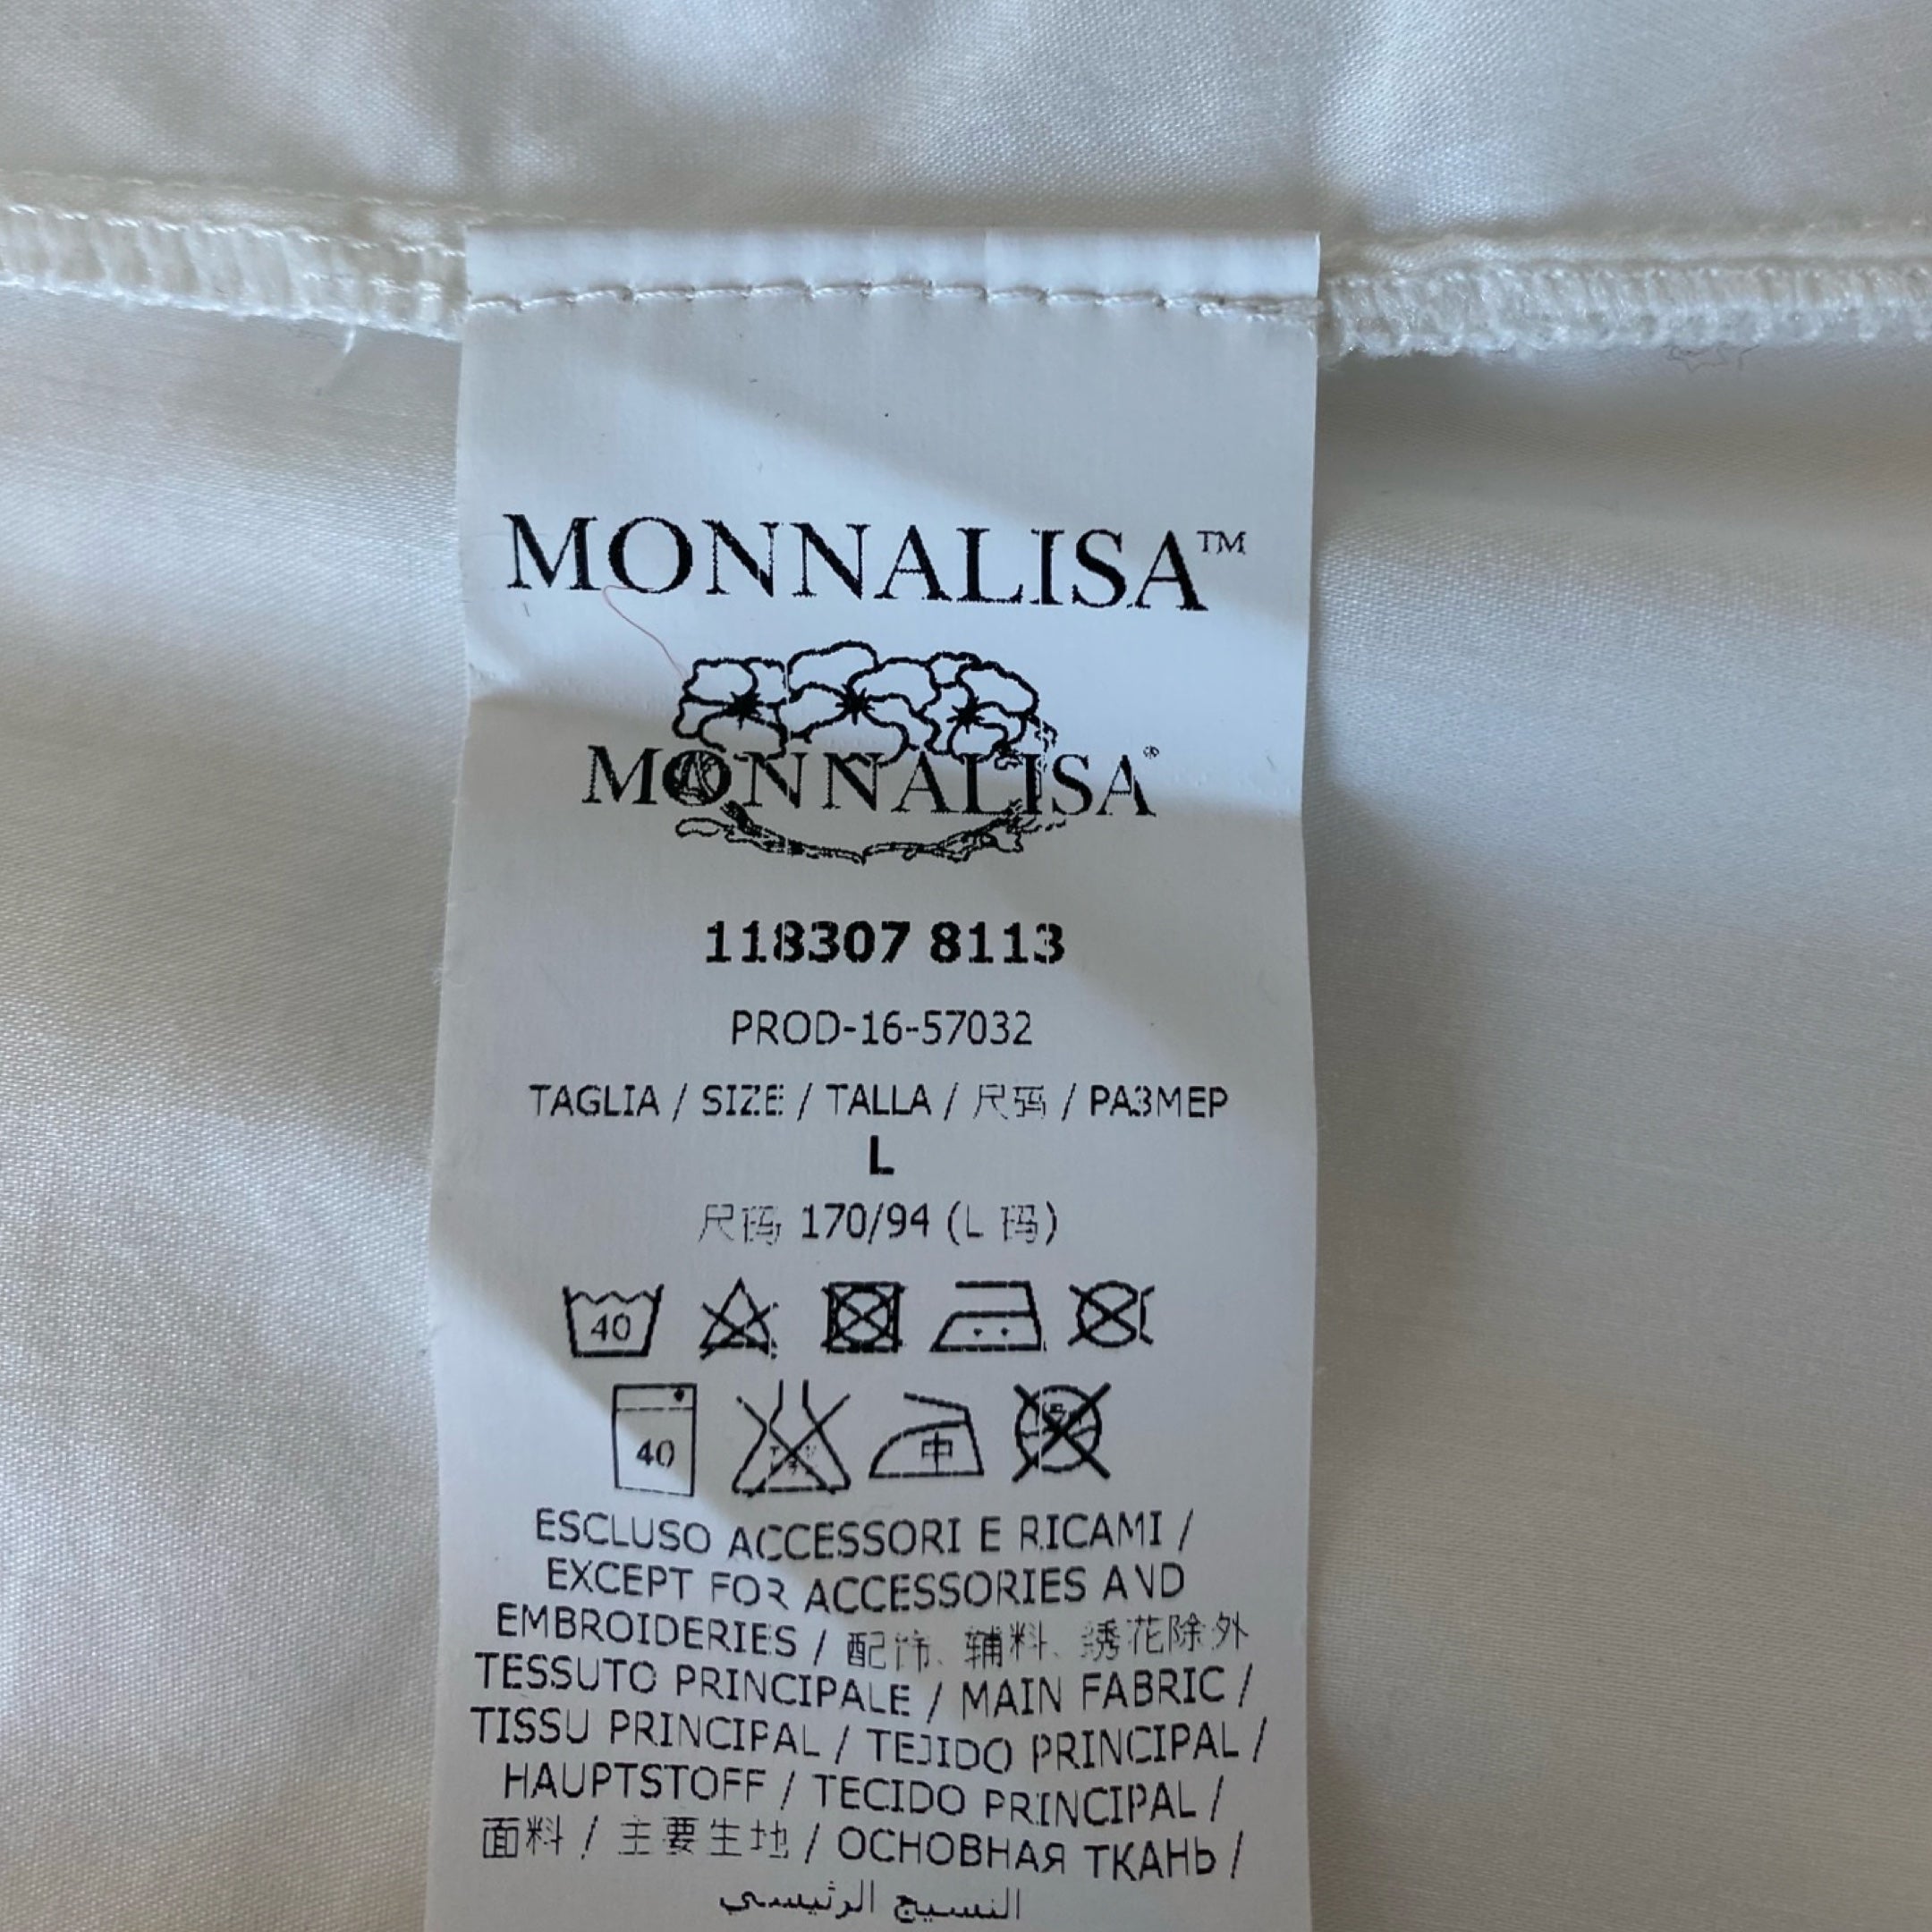 MONNALISA™
MONNALISA®
118307 8113
PROD-16-57032
TAGLIA / SIZE / TALLA / 尺码 / РАЗМЕР
L
尺码 170/94 (L 码)
40
40
中
ESCLUSO ACCESSORI E RICAMI /
EXCEPT FOR ACCESSORIES AND
EMBROIDERIES / 配饰、辅料、绣花除外
TESSUTO PRINCIPALE / MAIN FABRIC /
TISSU PRINCIPAL / TEJIDO PRINCIPAL /
HAUPTSTOFF / TECIDO PRINCIPAL /
面料 / 主要生地 / ОСНОВНАЯ ТКАНЬ /
النسيج الرئيسي